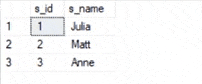 s_id s_name
1 1 Julia
2 2 Matt
3 3 Anne